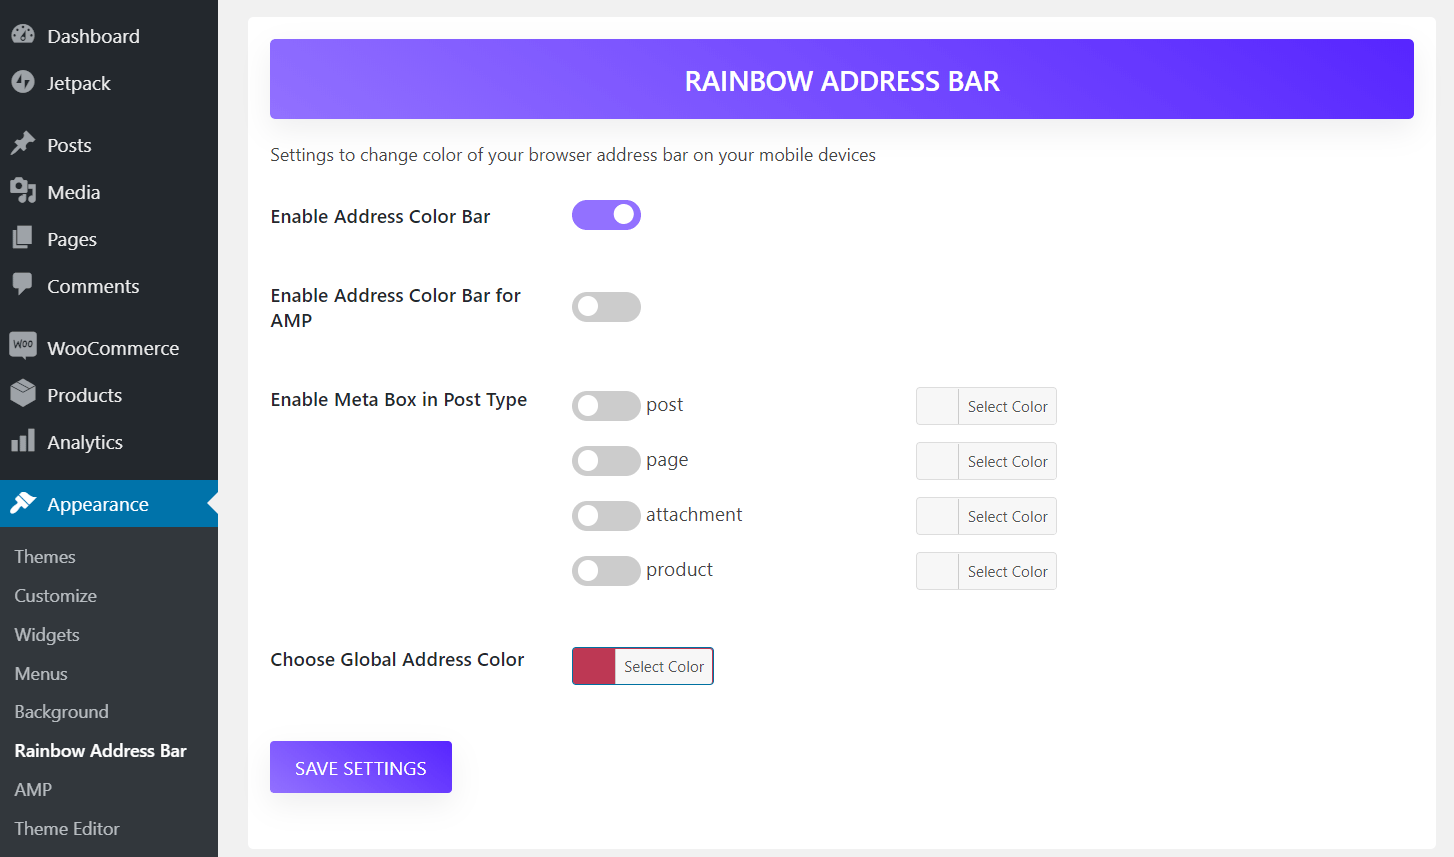 Dashboard
Jetpack
Posts
Media
Pages
Comments
Woo
WooCommerce
Products
Analytics
Appearance
Themes
Customize
Widgets
Menus
Background
Rainbow Address Bar
AMP
Theme Editor
RAINBOW ADDRESS BAR
Settings to change color of your browser address bar on your mobile devices
Enable Address Color Bar
Enable Address Color Bar for
AMP
Enable Meta Box in Post Type
post
Select Color
page
Select Color
attachment
Select Color
product
Select Color
Choose Global Address Color
Select Color
SAVE SETTINGS